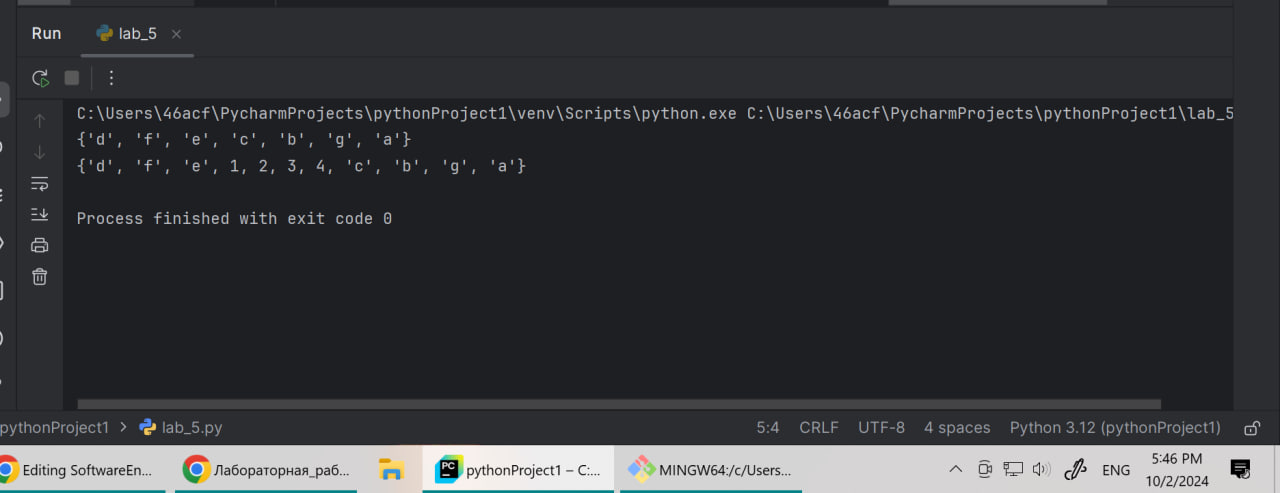 Run lab_5
C:\Users\46acf\PycharmProjects\pythonProject1\venv\Scripts\python.exe C:\Users\46acf\PycharmProjects\pythonProject1\lab_5
{'d', 'f', 'e', 'c', 'b', 'g', 'a'}
{'d', 'f', 'e', 1, 2, 3, 4, 'c', 'b', 'g', 'a'}
Process finished with exit code 0
pythonProject1 > lab_5.py 5:4 CRLF UTF-8 4 spaces Python 3.12 (pythonProject1)
Editing SoftwareEn... Лабораторная_раб... PC pythonProject1 – C:... MINGW64:/c/Users... ENG 5:46 PM
10/2/2024